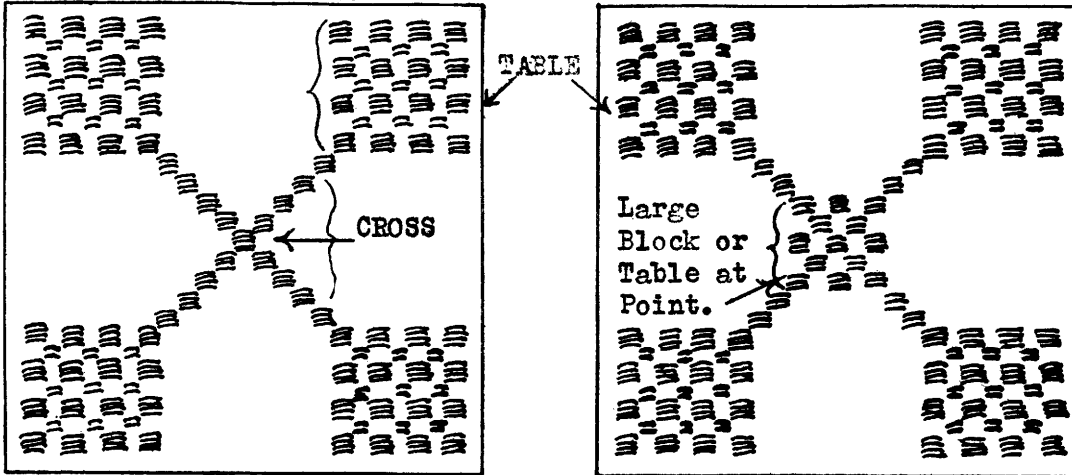 TABLE
CROSS
Large
Block or
Table at
Point.